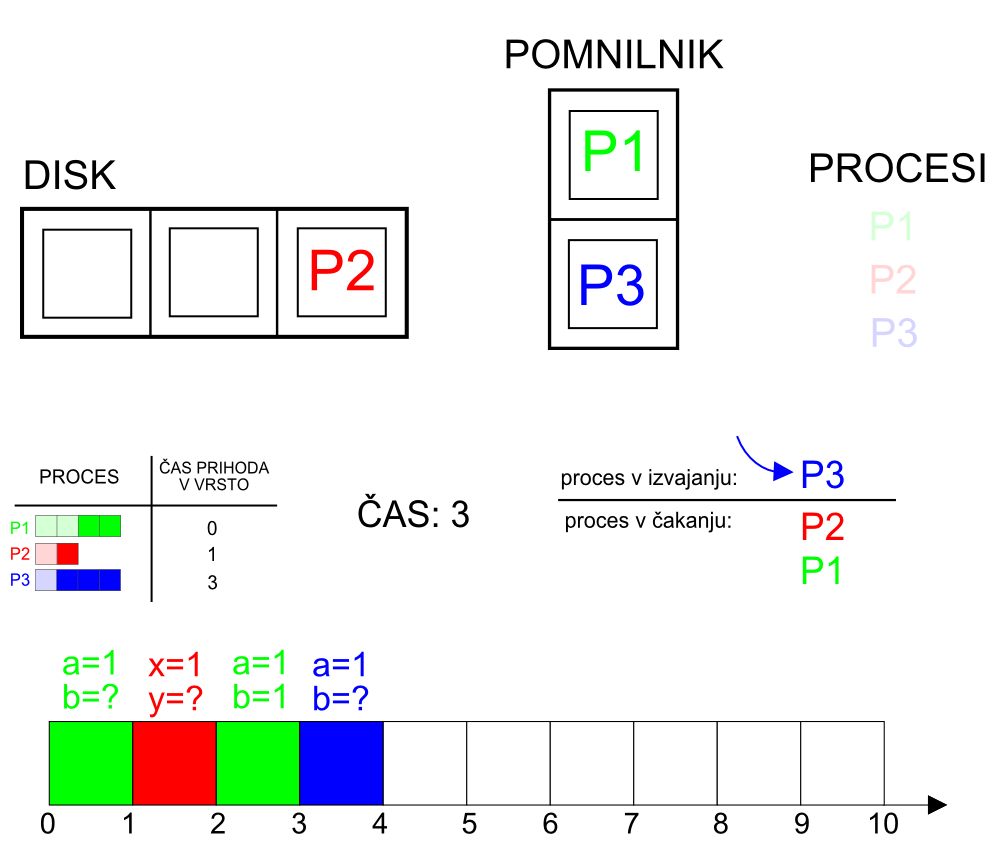 POMNILNIK
P1
P3
DISK
P2
PROCESI
P1
P2
P3
PROCES
ČAS PRIHODA
V VRSTO
P1 0
P2 1
P3 3
ČAS: 3
proces v izvajanju: P3
proces v čakanju: P2
P1
a=1 x=1 a=1 a=1
b=? y=? b=1 b=?
0 1 2 3 4 5 6 7 8 9 10